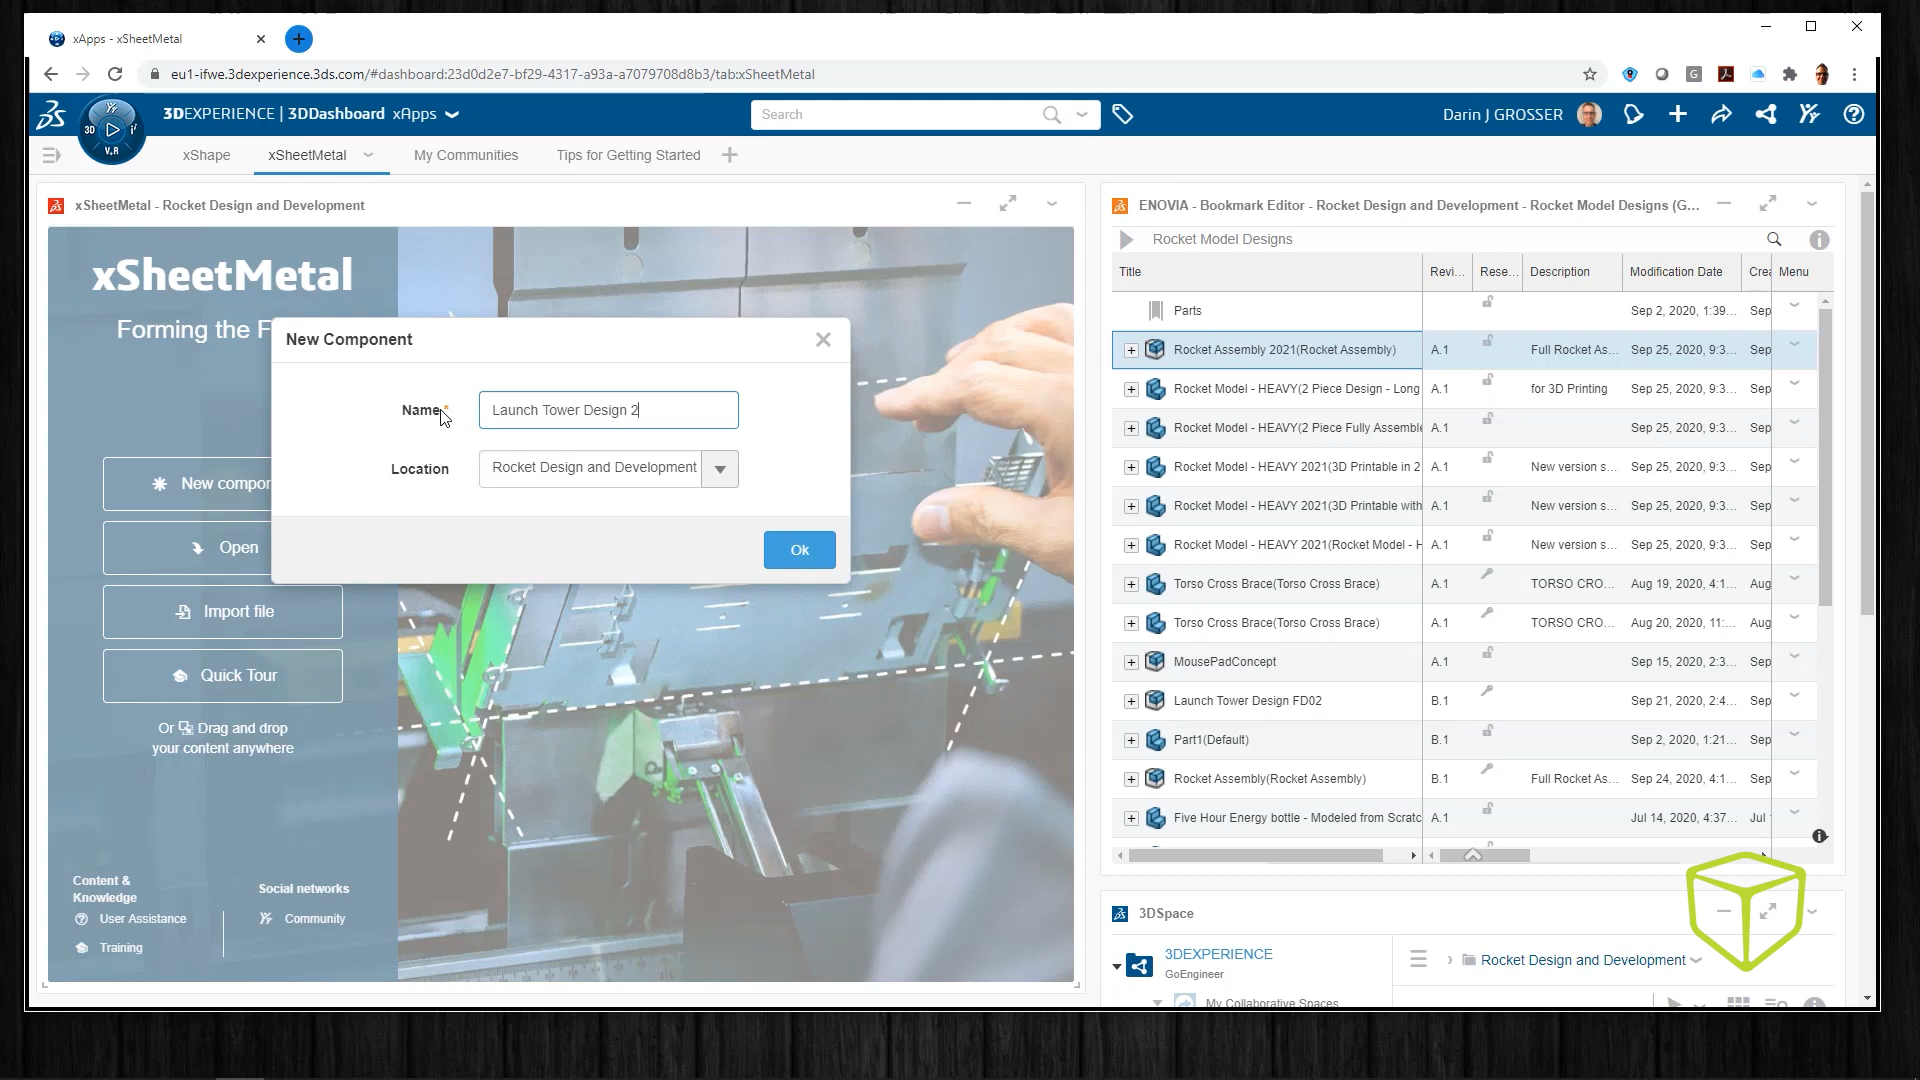 xApps - xSheetMetal
eu1-ifwe.3dexperience.3ds.com/#dashboard:23d0d2e7-bf29-4317-a93a-a7079708d8b3/tab:xSheetMetal
3DEXPERIENCE | 3DDashboard xApps
Search
Darin J GROSSER
3D
V.R
xShape
xSheetMetal
My Communities
Tips for Getting Started
xSheetMetal - Rocket Design and Development
xSheetMetal
Forming the F
New Component
Name *
Launch Tower Design 2
Location
Rocket Design and Development
Ok
New compor
Open
Import file
Quick Tour
Or Drag and drop
your content anywhere
Content &
Knowledge
User Assistance
Training
Social networks
Community
ENOVIA - Bookmark Editor - Rocket Design and Development - Rocket Model Designs (G...
Rocket Model Designs
Title Revi... Rese... Description Modification Date Crea Menu
Parts Sep 2, 2020, 1:39... Sep
Rocket Assembly 2021(Rocket Assembly) A.1 Full Rocket As... Sep 25, 2020, 9:3... Sep
Rocket Model - HEAVY(2 Piece Design - Long A.1 for 3D Printing Sep 25, 2020, 9:3... Sep
Rocket Model - HEAVY(2 Piece Fully Assemble A.1 Sep 25, 2020, 9:3... Sep
Rocket Model - HEAVY 2021(3D Printable in 2 A.1 New version s... Sep 25, 2020, 9:3... Sep
Rocket Model - HEAVY 2021(3D Printable with A.1 New version s... Sep 25, 2020, 9:3... Sep
Rocket Model - HEAVY 2021(Rocket Model - H A.1 New version s... Sep 25, 2020, 9:3... Sep
Torso Cross Brace(Torso Cross Brace) A.1 TORSO CRO... Aug 19, 2020, 4:1... Aug
Torso Cross Brace(Torso Cross Brace) A.1 TORSO CRO... Aug 20, 2020, 11:... Aug
MousePadConcept A.1 Sep 15, 2020, 2:3... Sep
Launch Tower Design FD02 B.1 Sep 21, 2020, 2:4... Sep
Part1(Default) B.1 Sep 2, 2020, 1:21... Sep
Rocket Assembly(Rocket Assembly) B.1 Full Rocket As... Sep 24, 2020, 4:1... Sep
Five Hour Energy bottle - Modeled from Scratc A.1 Jul 14, 2020, 4:37... Jul
3DSpace
3DEXPERIENCE
GoEngineer
My Collaborative Spaces
Rocket Design and Development